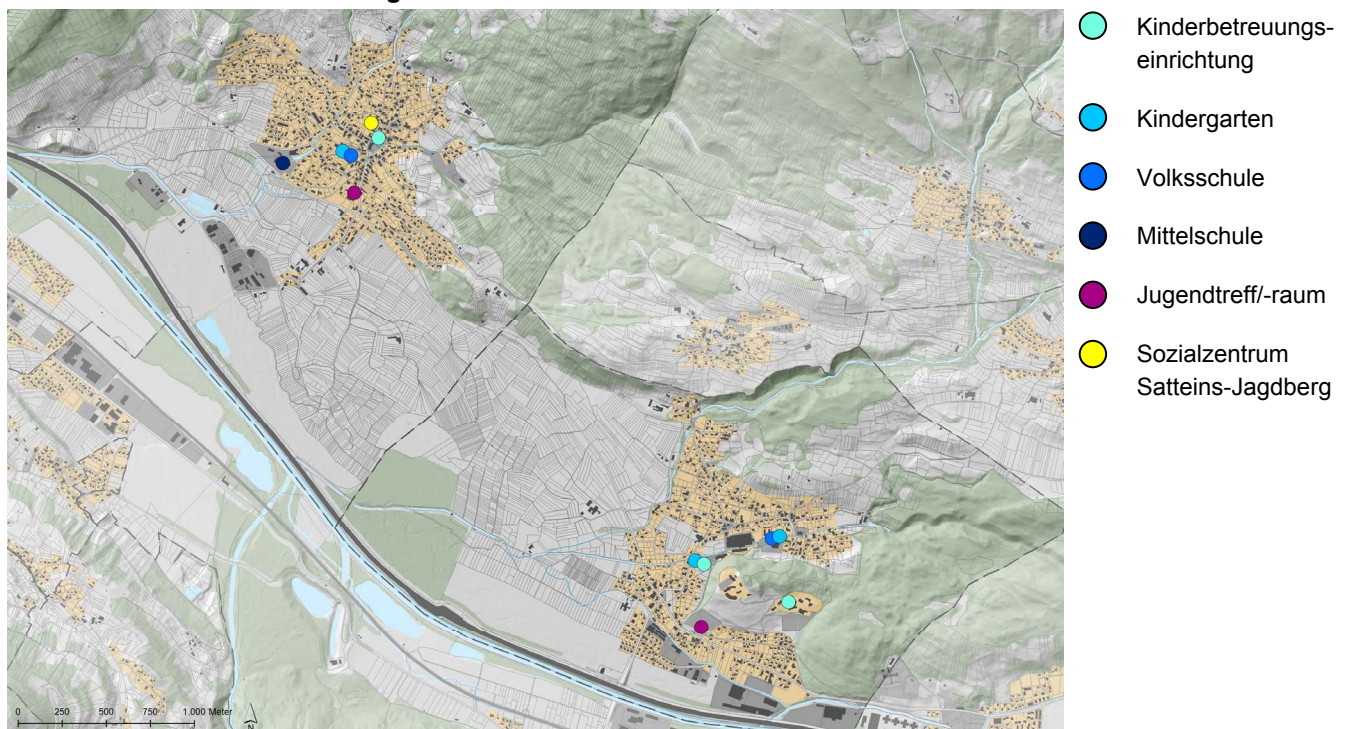 Kinderbetreuungs-
einrichtung
Kindergarten
Volksschule
Mittelschule
Jugendtreff/-raum
Sozialzentrum
Satteins-Jagdberg
0 250 500 750 1.000 Meter
N